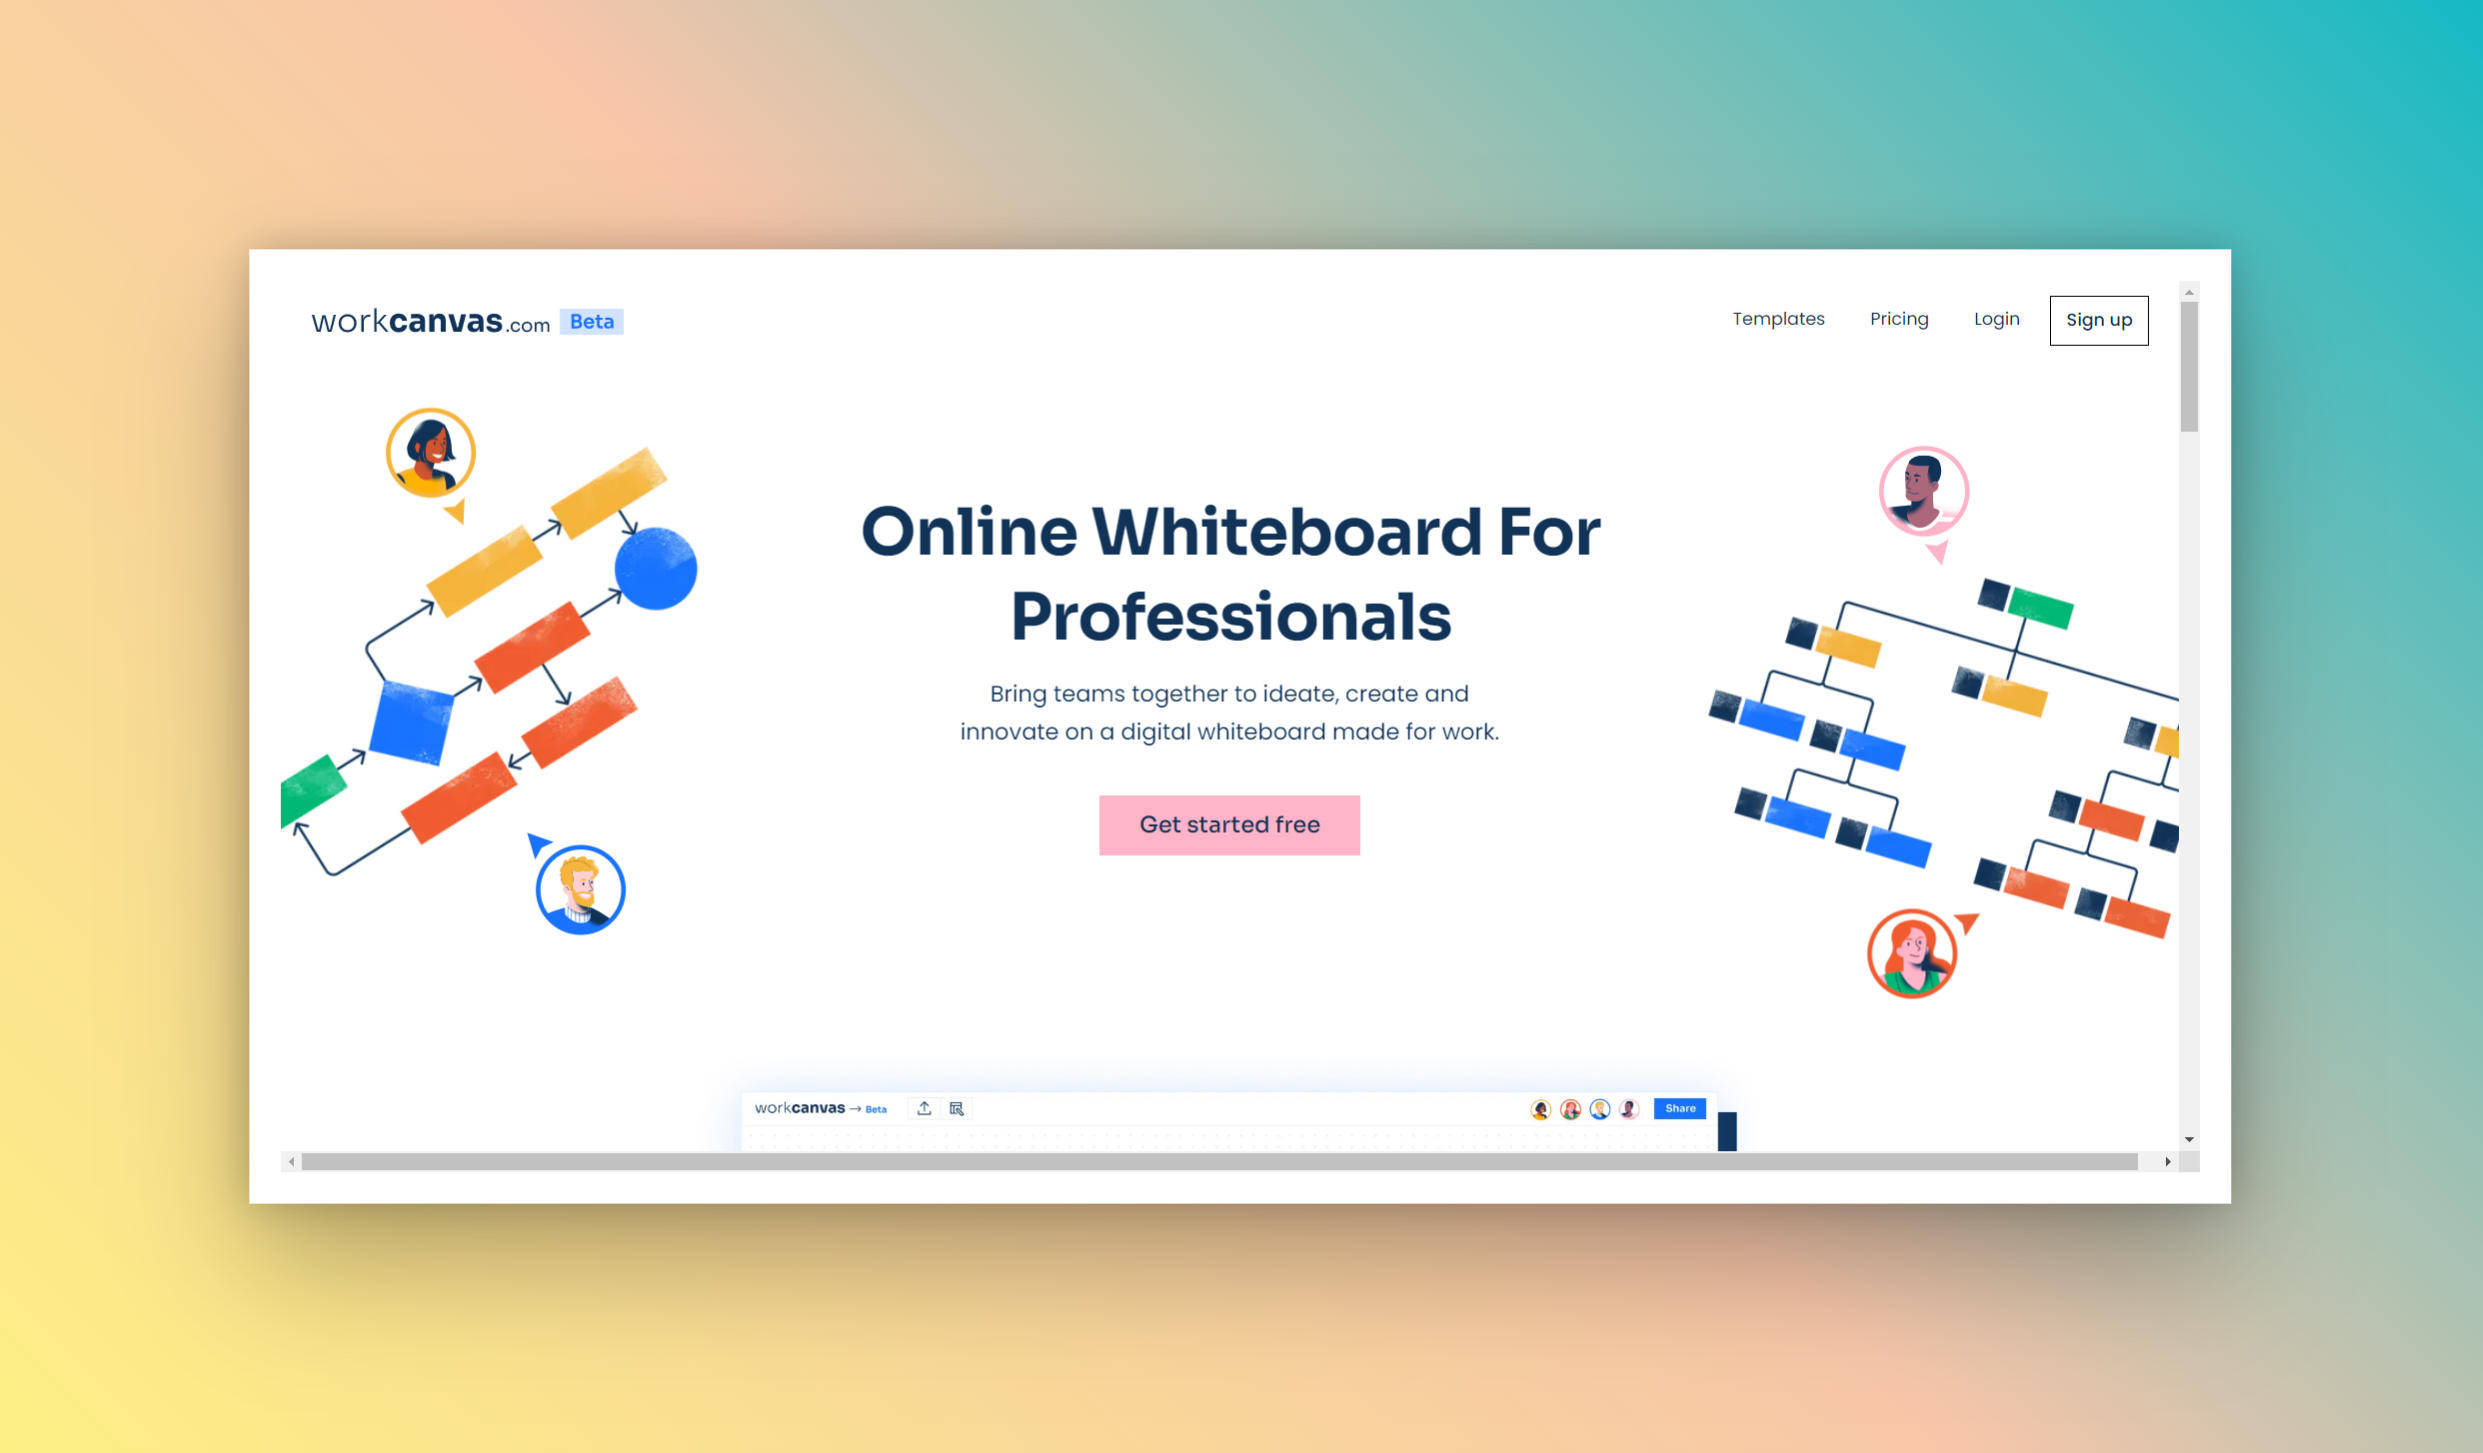 workcanvas.com Beta
Templates Pricing Login Sign up
Online Whiteboard For
Professionals
Bring teams together to ideate, create and
innovate on a digital whiteboard made for work.
Get started free
workcanvas → Beta
Share